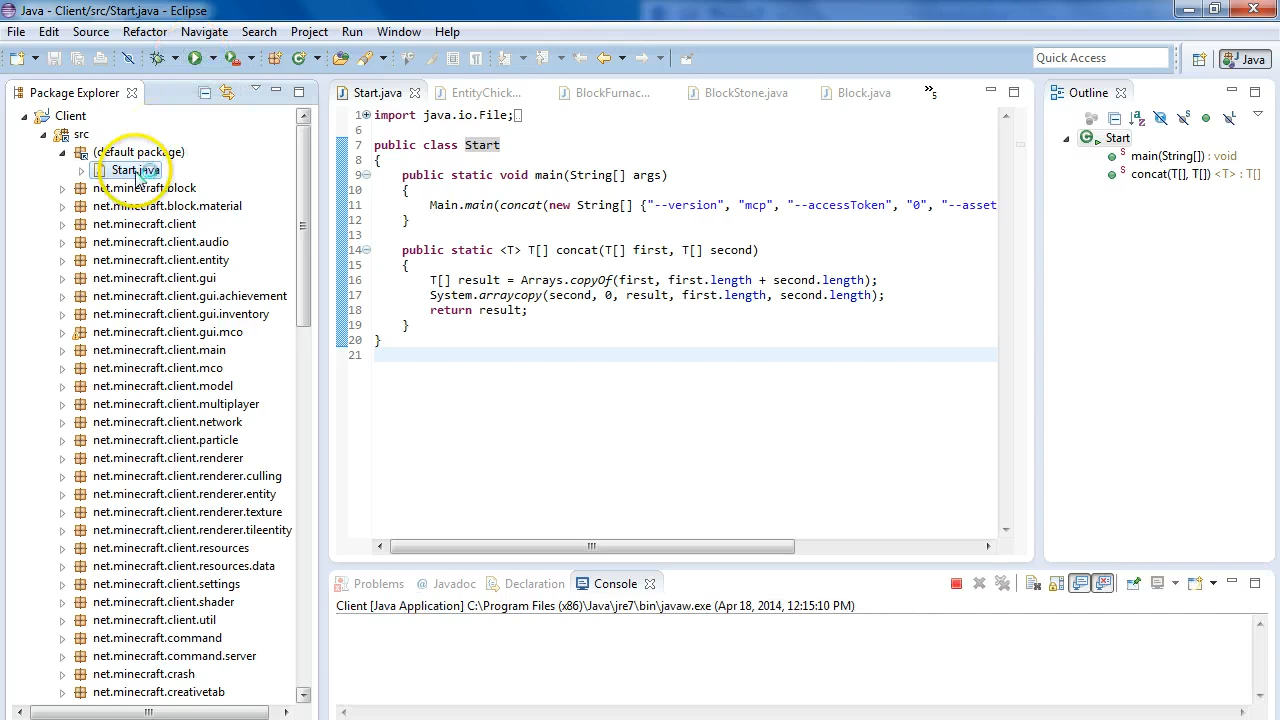 Java - Client/src/Start.java - Eclipse
File Edit Source Refactor Navigate Search Project Run Window Help
Quick Access
Java
Package Explorer
Client
src
(default package)
Start.java
net.minecraft.block
net.minecraft.block.material
net.minecraft.client
net.minecraft.client.audio
net.minecraft.client.entity
net.minecraft.client.gui
net.minecraft.client.gui.achievement
net.minecraft.client.gui.inventory
net.minecraft.client.gui.mco
net.minecraft.client.main
net.minecraft.client.mco
net.minecraft.client.model
net.minecraft.client.multiplayer
net.minecraft.client.network
net.minecraft.client.particle
net.minecraft.client.renderer
net.minecraft.client.renderer.culling
net.minecraft.client.renderer.entity
net.minecraft.client.renderer.texture
net.minecraft.client.renderer.tileentity
net.minecraft.client.resources
net.minecraft.client.resources.data
net.minecraft.client.settings
net.minecraft.client.shader
net.minecraft.client.util
net.minecraft.command
net.minecraft.command.server
net.minecraft.crash
net.minecraft.creativetab
Start.java EntityChick... BlockFurnac... BlockStone.java Block.java »5
1 import java.io.File;
6
7 public class Start
8 {
9 public static void main(String[] args)
10 {
11 Main.main(concat(new String[] {"--version", "mcp", "--accessToken", "0", "--asset
12 }
13
14 public static <T> T[] concat(T[] first, T[] second)
15 {
16 T[] result = Arrays.copyOf(first, first.length + second.length);
17 System.arraycopy(second, 0, result, first.length, second.length);
18 return result;
19 }
20 }
21
Outline
Start
main(String[]) : void
concat(T[], T[]) <T> : T[]
Problems Javadoc Declaration Console
Client [Java Application] C:\Program Files (x86)\Java\jre7\bin\javaw.exe (Apr 18, 2014, 12:15:10 PM)